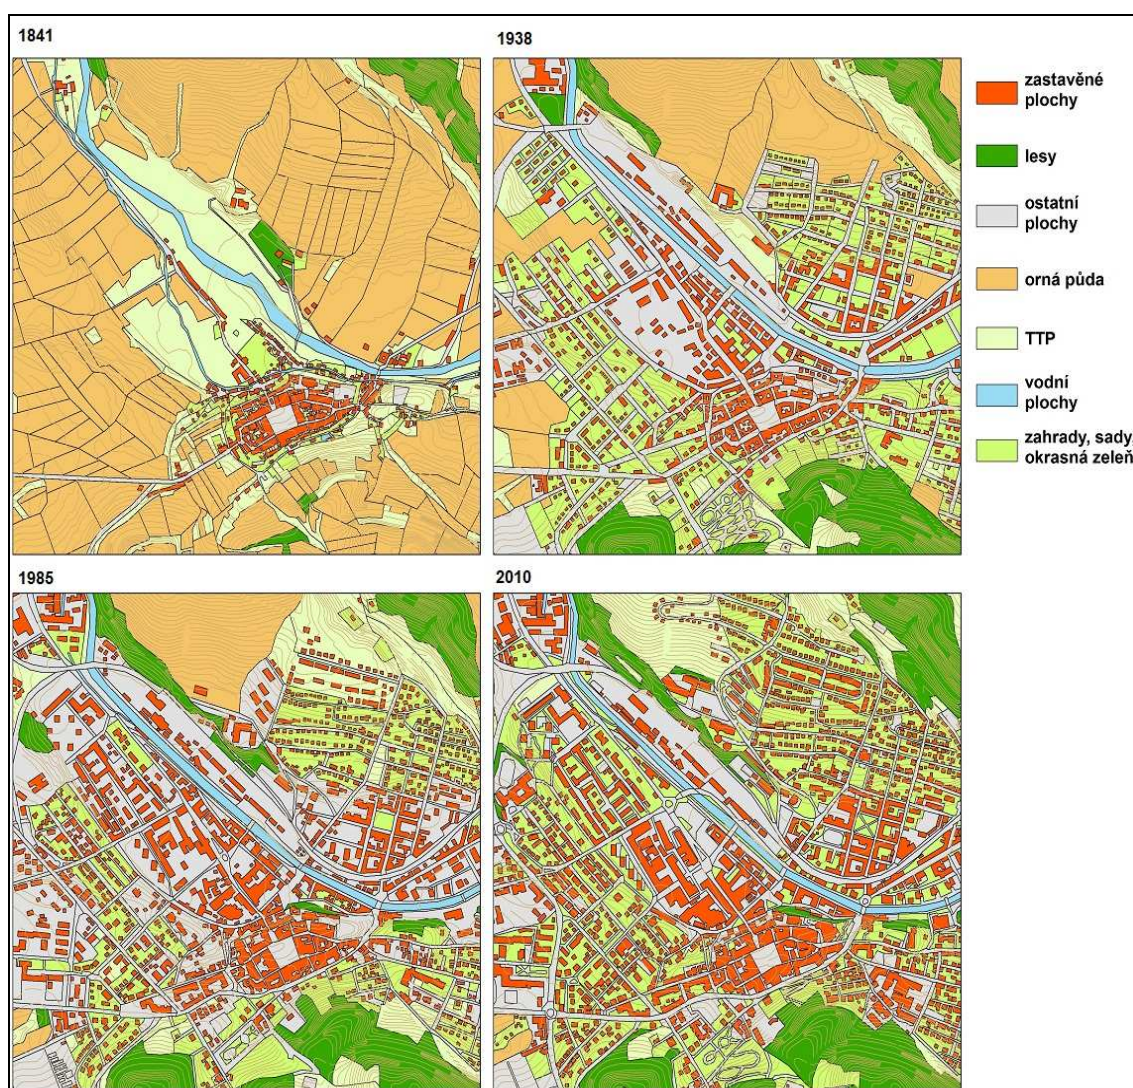 1841
1938
zastavěné
plochy
lesy
ostatní
plochy
orná půda
TTP
vodní
plochy
zahrady, sady,
okrasná zeleň
1985
2010